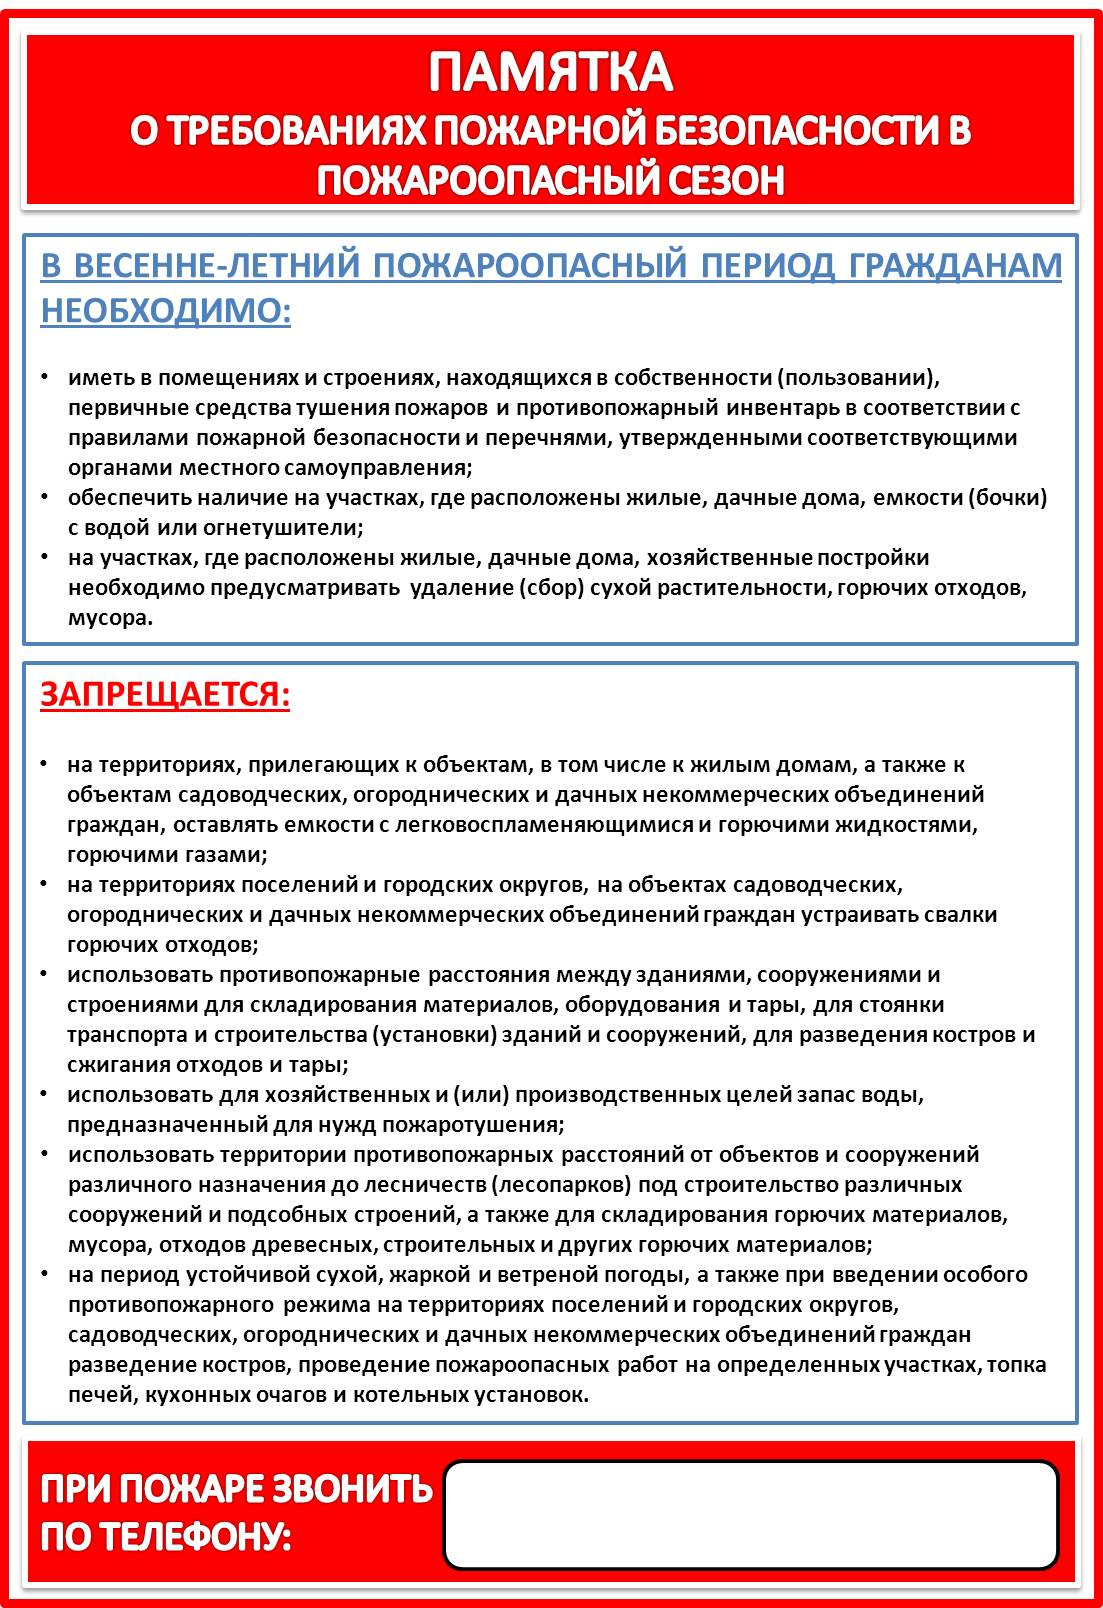 ПАМЯТКА
О ТРЕБОВАНИЯХ ПОЖАРНОЙ БЕЗОПАСНОСТИ В
ПОЖАРООПАСНЫЙ СЕЗОН
В ВЕСЕННЕ-ЛЕТНИЙ ПОЖАРООПАСНЫЙ ПЕРИОД ГРАЖДАНАМ
НЕОБХОДИМО:
• иметь в помещениях и строениях, находящихся в собственности (пользовании),
первичные средства тушения пожаров и противопожарный инвентарь в соответствии с
правилами пожарной безопасности и перечнями, утвержденными соответствующими
органами местного самоуправления;
• обеспечить наличие на участках, где расположены жилые, дачные дома, емкости (бочки)
с водой или огнетушители;
• на участках, где расположены жилые, дачные дома, хозяйственные постройки
необходимо предусматривать удаление (сбор) сухой растительности, горючих отходов,
мусора.
ЗАПРЕЩАЕТСЯ:
• на территориях, прилегающих к объектам, в том числе к жилым домам, а также к
объектам садоводческих, огороднических и дачных некоммерческих объединений
граждан, оставлять емкости с легковоспламеняющимися и горючими жидкостями,
горючими газами;
• на территориях поселений и городских округов, на объектах садоводческих,
огороднических и дачных некоммерческих объединений граждан устраивать свалки
горючих отходов;
• использовать противопожарные расстояния между зданиями, сооружениями и
строениями для складирования материалов, оборудования и тары, для стоянки
транспорта и строительства (установки) зданий и сооружений, для разведения костров и
сжигания отходов и тары;
• использовать для хозяйственных и (или) производственных целей запас воды,
предназначенный для нужд пожаротушения;
• использовать территории противопожарных расстояний от объектов и сооружений
различного назначения до лесничеств (лесопарков) под строительство различных
сооружений и подсобных строений, а также для складирования горючих материалов,
мусора, отходов древесных, строительных и других горючих материалов;
• на период устойчивой сухой, жаркой и ветреной погоды, а также при введении особого
противопожарного режима на территориях поселений и городских округов,
садоводческих, огороднических и дачных некоммерческих объединений граждан
разведение костров, проведение пожароопасных работ на определенных участках, топка
печей, кухонных очагов и котельных установок.
ПРИ ПОЖАРЕ ЗВОНИТЬ
ПО ТЕЛЕФОНУ: